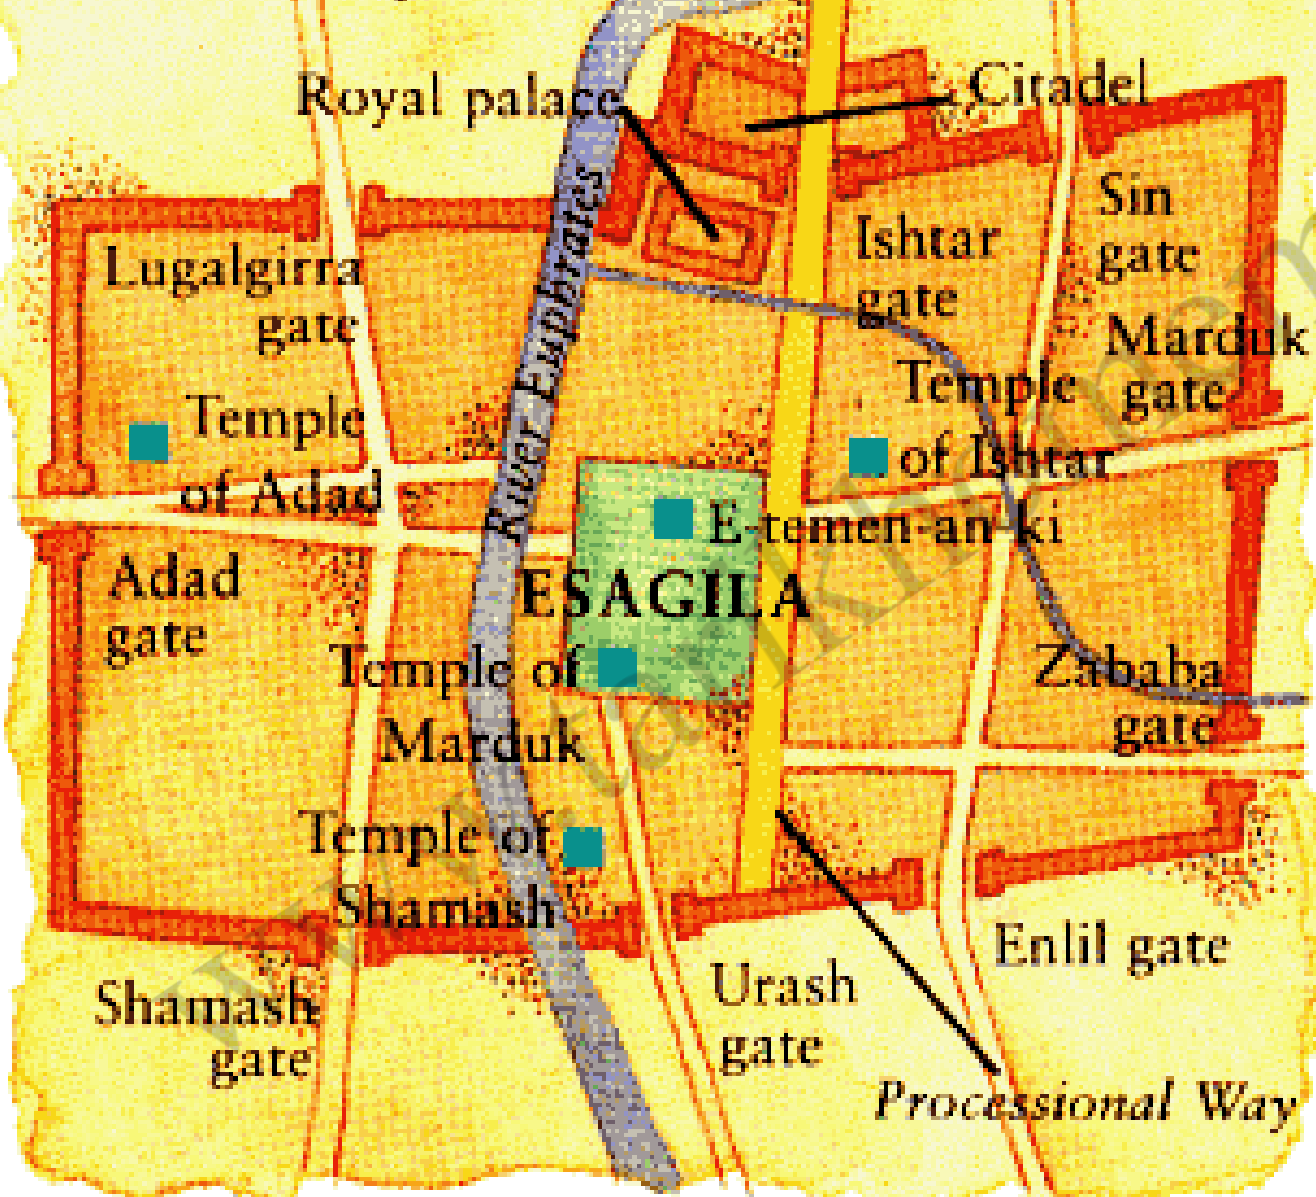 Royal palace
Citadel
Sin
gate
Ishtar
gate
Lugalgirra
gate
Marduk
gate
River Euphrates
Temple
of Adad
Temple
of Ishtar
E-temen-an-ki
ESAGILA
Adad
gate
Temple of
Marduk
Zababa
gate
Temple of
Shamash
Enlil gate
Urash
gate
Shamash
gate
Processional Way